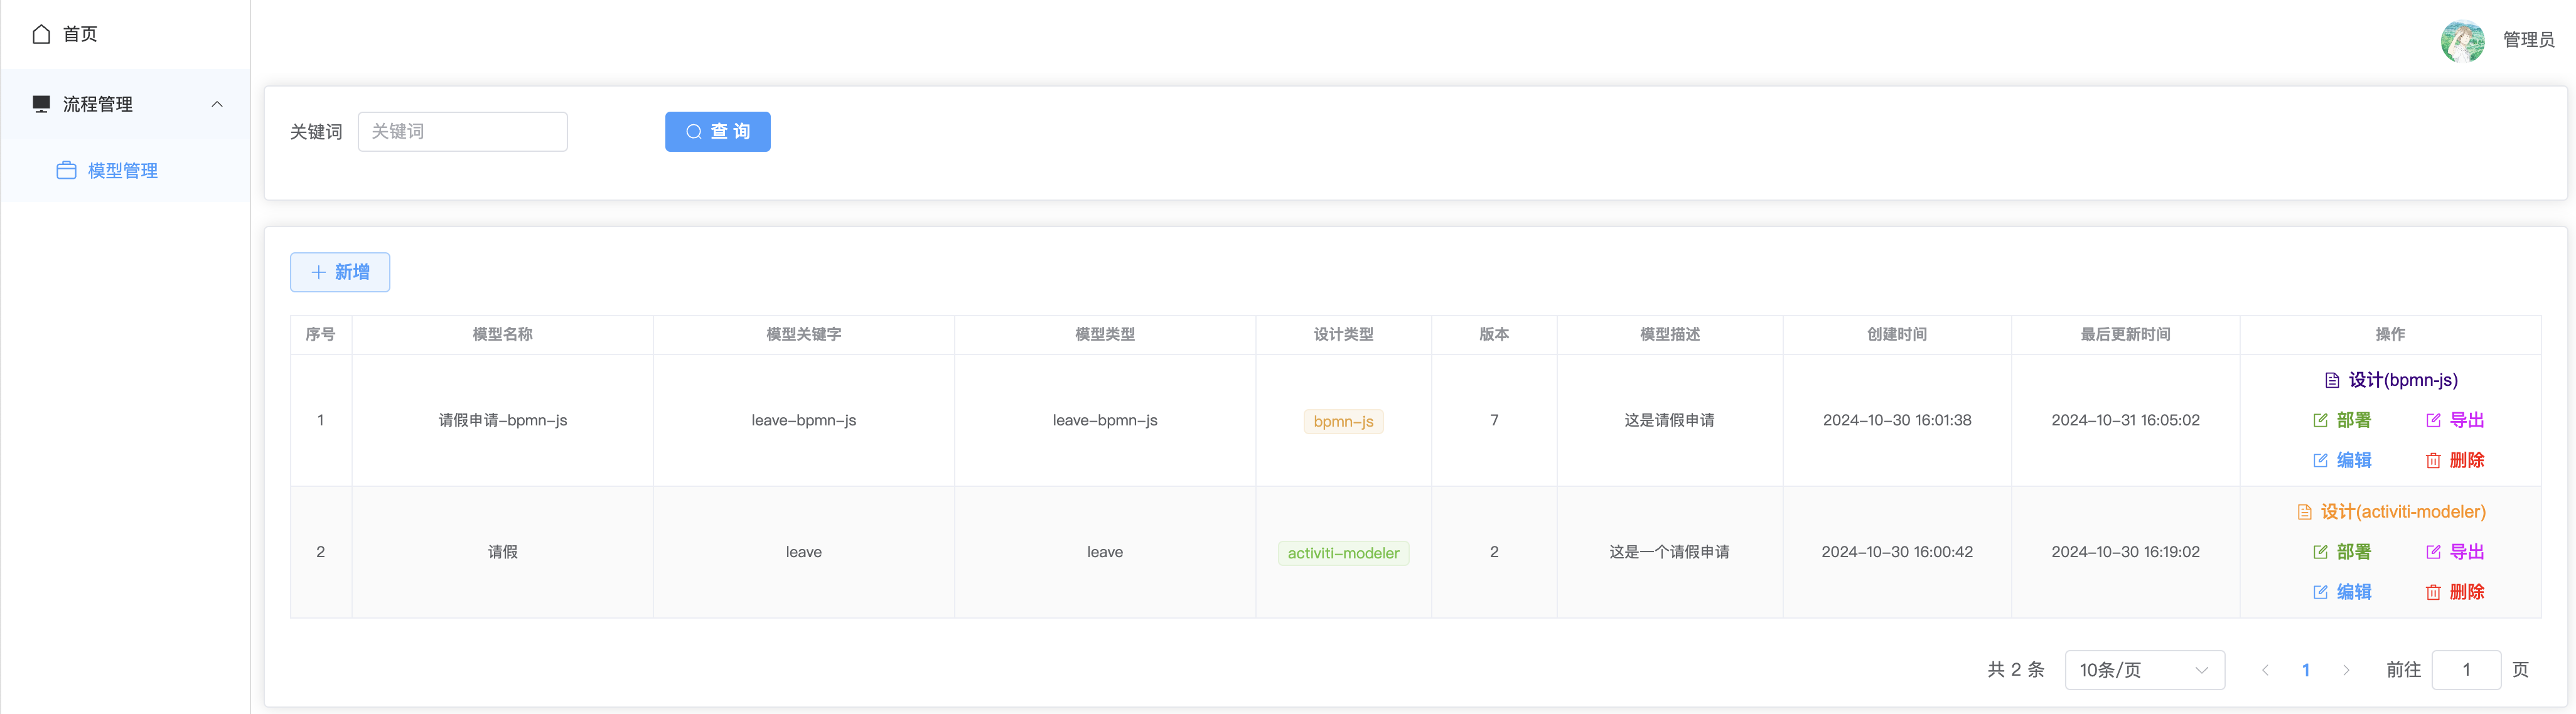 首页
管理员
流程管理
模型管理
关键词 关键词 查 询
新增
序号 模型名称 模型关键字 模型类型 设计类型 版本 模型描述 创建时间 最后更新时间 操作
设计(bpmn-js)
1 请假申请-bpmn-js leave-bpmn-js leave-bpmn-js bpmn-js 7 这是请假申请 2024-10-30 16:01:38 2024-10-31 16:05:02 部署 导出
编辑 删除
设计(activiti-modeler)
2 请假 leave leave activiti-modeler 2 这是一个请假申请 2024-10-30 16:00:42 2024-10-30 16:19:02 部署 导出
编辑 删除
共 2 条 10条/页 1 前往 1 页